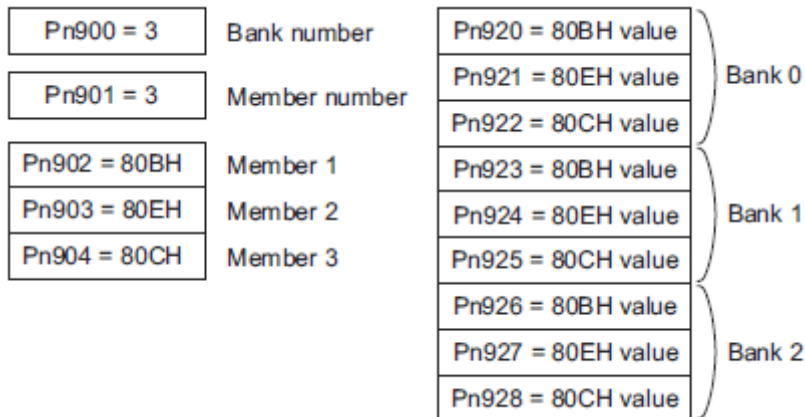 Pn900 = 3 Bank number
Pn901 = 3 Member number
Pn902 = 80BH Member 1
Pn903 = 80EH Member 2
Pn904 = 80CH Member 3
Pn920 = 80BH value
Pn921 = 80EH value
Pn922 = 80CH value
Bank 0
Pn923 = 80BH value
Pn924 = 80EH value
Pn925 = 80CH value
Bank 1
Pn926 = 80BH value
Pn927 = 80EH value
Pn928 = 80CH value
Bank 2